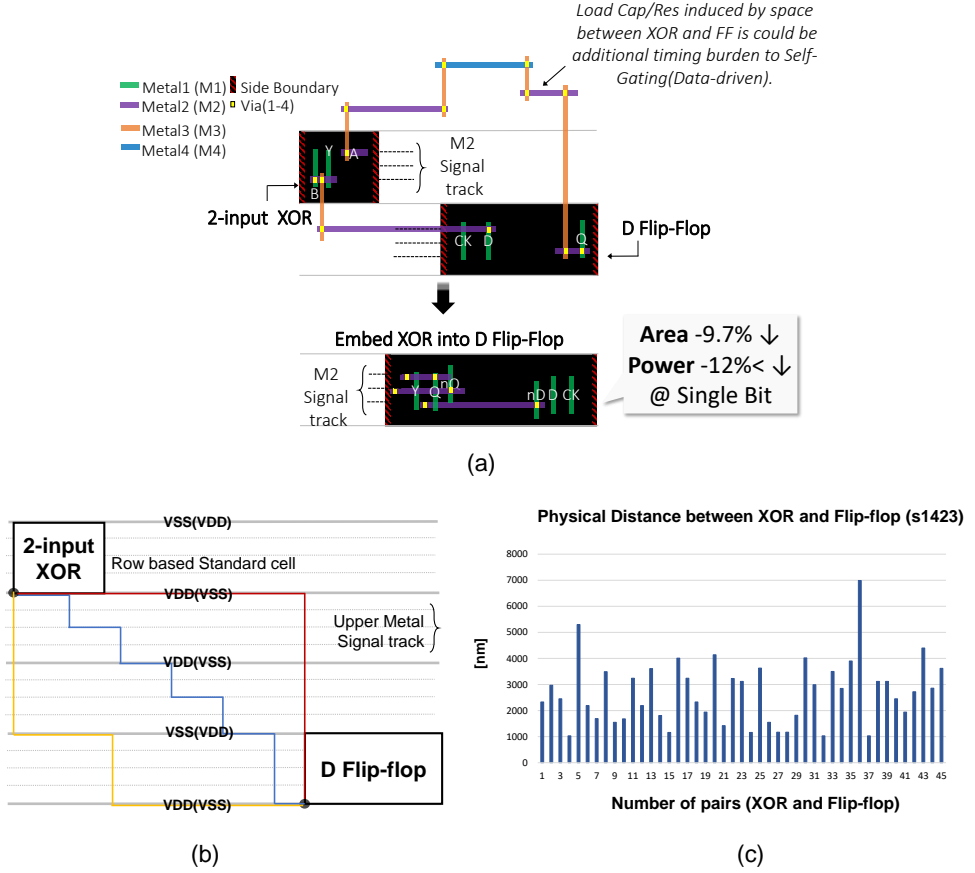 Load Cap/Res induced by space
between XOR and FF is could be
additional timing burden to Self-
Gating(Data-driven).
Metal1 (M1) Side Boundary
Metal2 (M2) Via(1-4)
Metal3 (M3)
Metal4 (M4)
Y A
B
M2
Signal
track
2-input XOR
CK D Q
D Flip-Flop
Embed XOR into D Flip-Flop
M2
Signal
track
Y Q nQ nD D CK
Area -9.7% ↓
Power -12%< ↓
@ Single Bit
(a)
VSS(VDD)
2-input
XOR
Row based Standard cell
VDD(VSS)
Upper Metal
Signal track
VDD(VSS)
VSS(VDD)
D Flip-flop
VDD(VSS)
(b)
Physical Distance between XOR and Flip-flop (s1423)
8000
7000
6000
5000
4000
3000
2000
1000
0
[nm]
1 3 5 7 9 11 13 15 17 19 21 23 25 27 29 31 33 35 37 39 41 43 45
Number of pairs (XOR and Flip-flop)
(c)